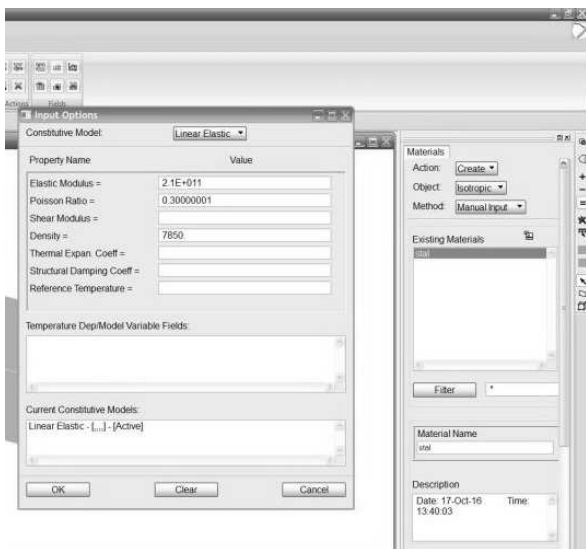 Actions
Fields
Input Options
Constitutive Model:
Linear Elastic
Property Name Value
Elastic Modulus = 2.1E+011
Poisson Ratio = 0.30000001
Shear Modulus =
Density = 7850.
Thermal Expan. Coeff =
Structural Damping Coeff =
Reference Temperature =
Temperature Dep/Model Variable Fields:
Current Constitutive Models:
Linear Elastic - [,,,,] - [Active]
OK Clear Cancel
Materials
Action: Create
Object: Isotropic
Method: Manual Input
Existing Materials
stal
Filter *
Material Name
stal
Description
Date: 17-Oct-16 Time:
13:40:03